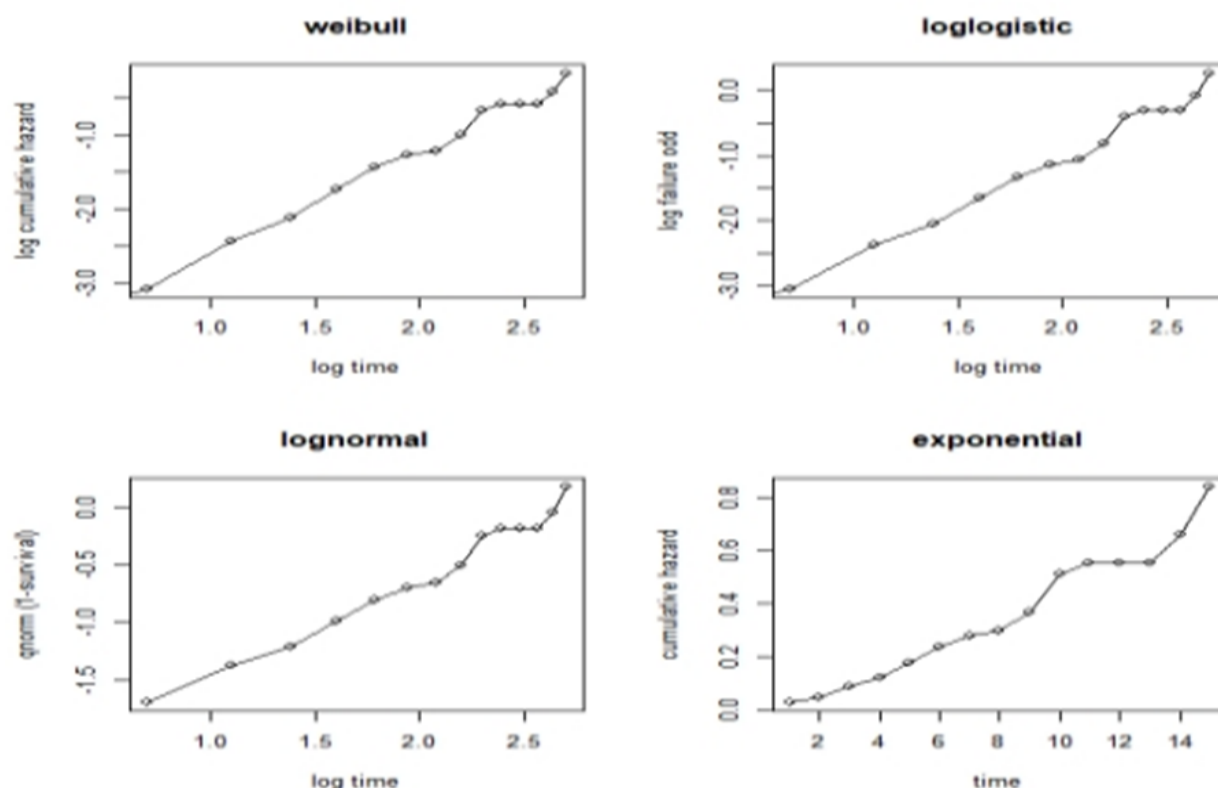 weibull
log cumulative hazard
-1.0
-2.0
-3.0
1.0 1.5 2.0 2.5
log time
loglogistic
log failure odd
0.0
-1.0
-2.0
-3.0
1.0 1.5 2.0 2.5
log time
lognormal
qnorm (1-survival)
0.0
-0.5
-1.0
-1.5
1.0 1.5 2.0 2.5
log time
exponential
cumulative hazard
0.8
0.6
0.4
0.2
0.0
2 4 6 8 10 12 14
time